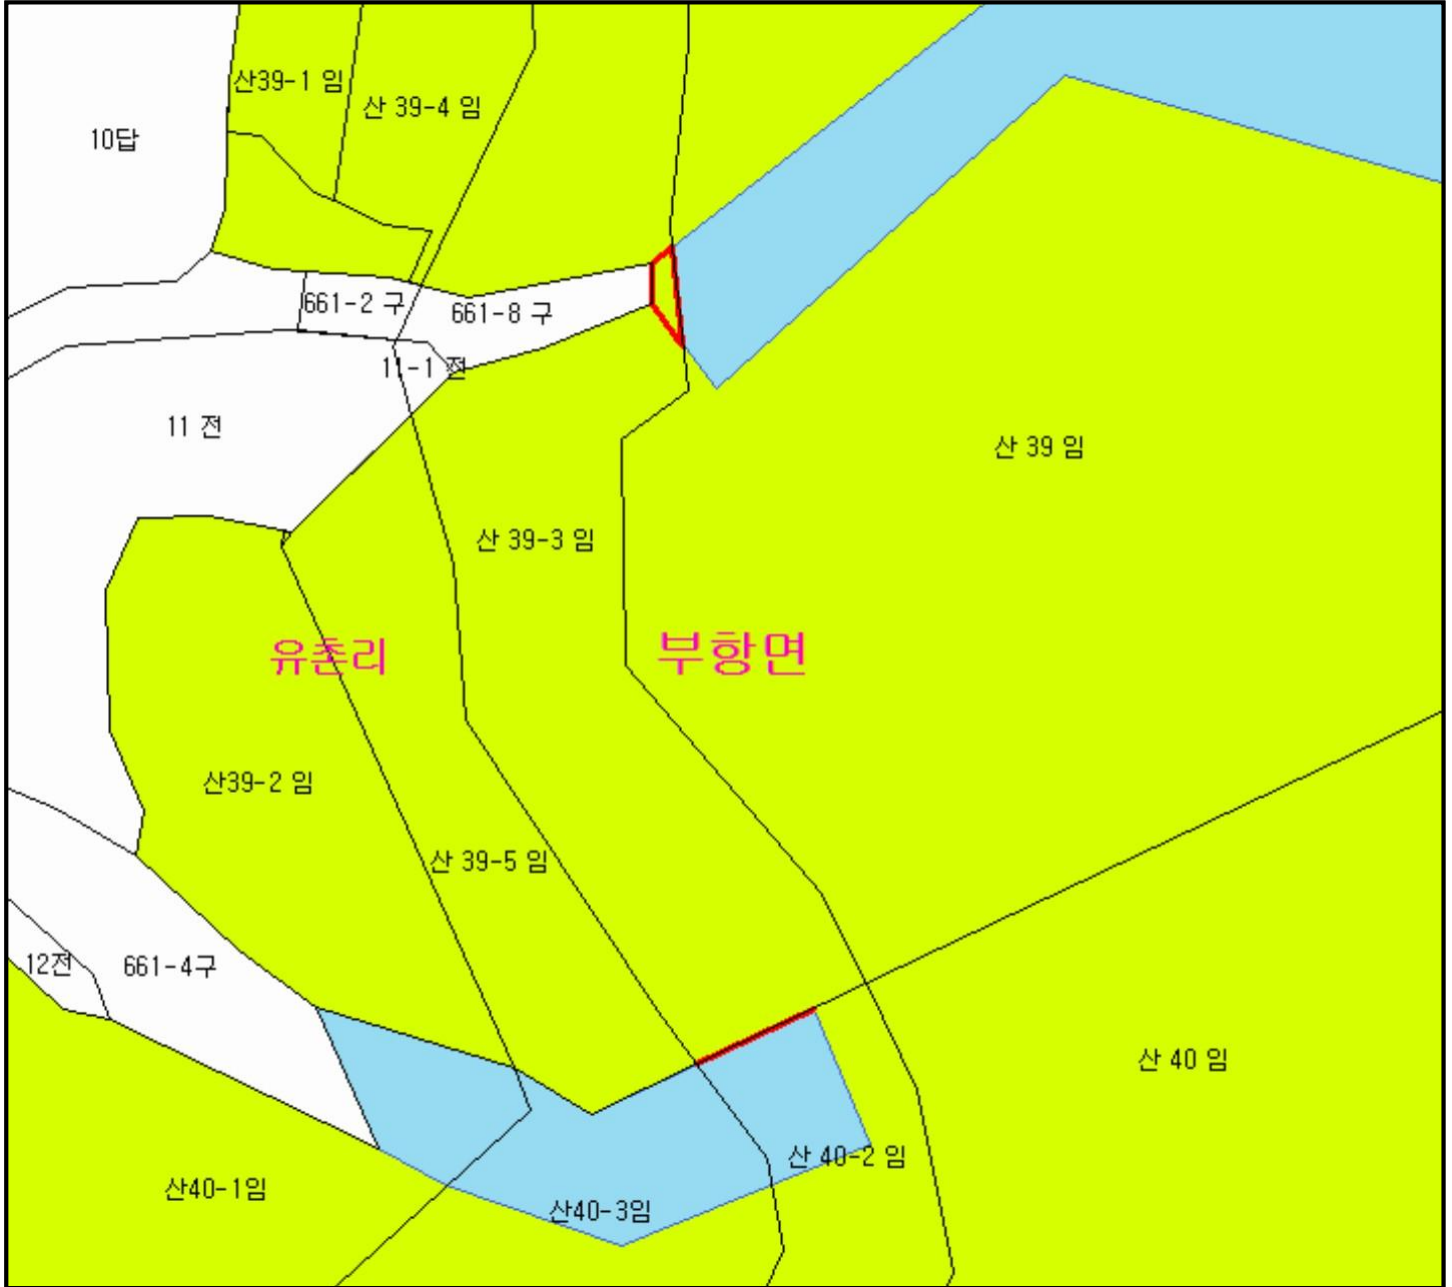 산39-1 임
산 39-4 임
10답
661-2 구
661-8 구
11-1 전
11 전
산 39 임
산 39-3 임
유촌리
부항면
산39-2 임
산 39-5 임
12전
661-4구
산 40 임
산 40-2 임
산40-1임
산40-3임